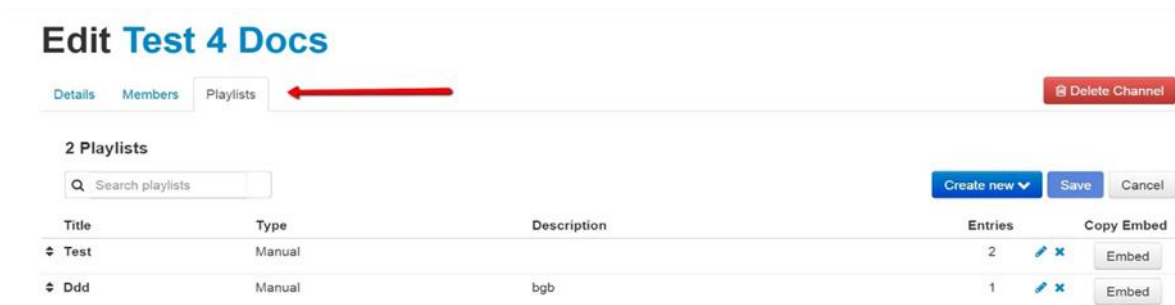 Edit Test 4 Docs
Details Members Playlists Delete Channel
2 Playlists
Search playlists Create new Save Cancel
Title Type Description Entries Copy Embed
Test Manual 2 Embed
Ddd Manual bgb 1 Embed